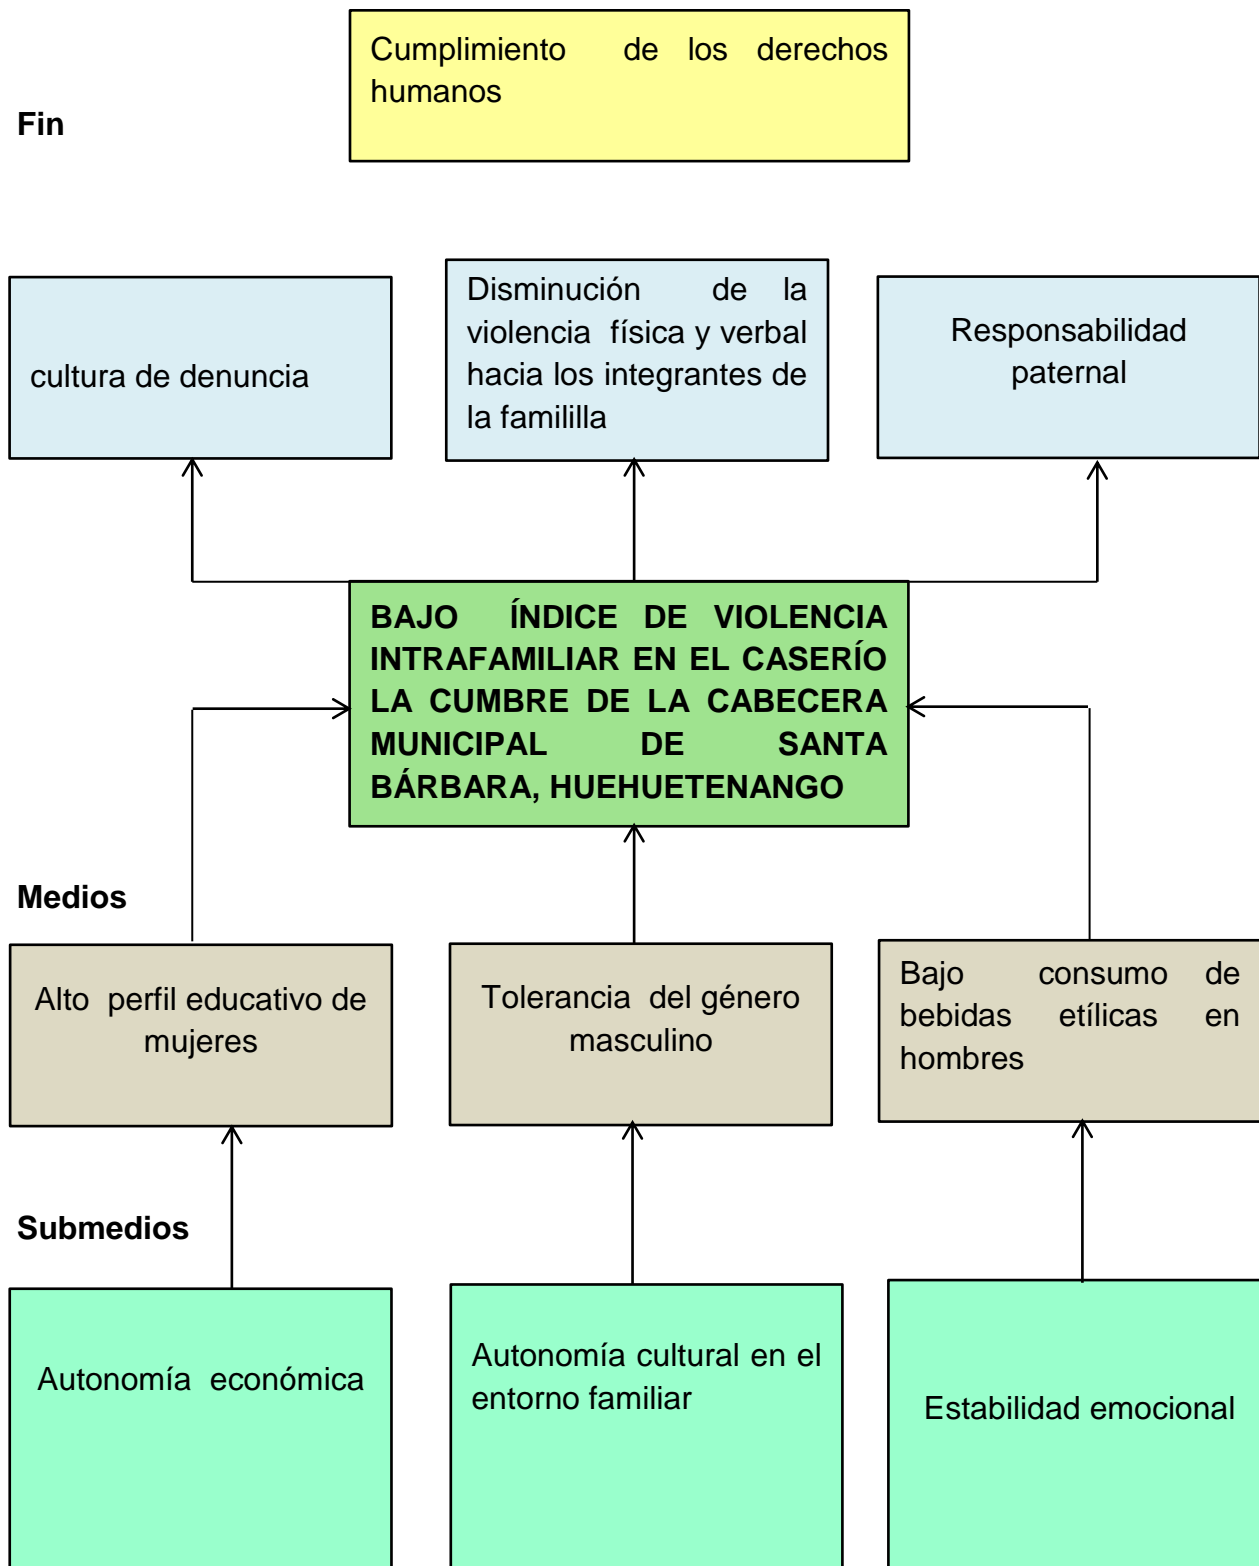 Cumplimiento de los derechos
humanos
Fin
cultura de denuncia
Disminución de la
violencia física y verbal
hacia los integrantes de
la famililla
Responsabilidad
paternal
BAJO ÍNDICE DE VIOLENCIA
INTRAFAMILIAR EN EL CASERÍO
LA CUMBRE DE LA CABECERA
MUNICIPAL DE SANTA
BÁRBARA, HUEHUETENANGO
Medios
Alto perfil educativo de
mujeres
Tolerancia del género
masculino
Bajo consumo de
bebidas etílicas en
hombres
Submedios
Autonomía económica
Autonomía cultural en el
entorno familiar
Estabilidad emocional